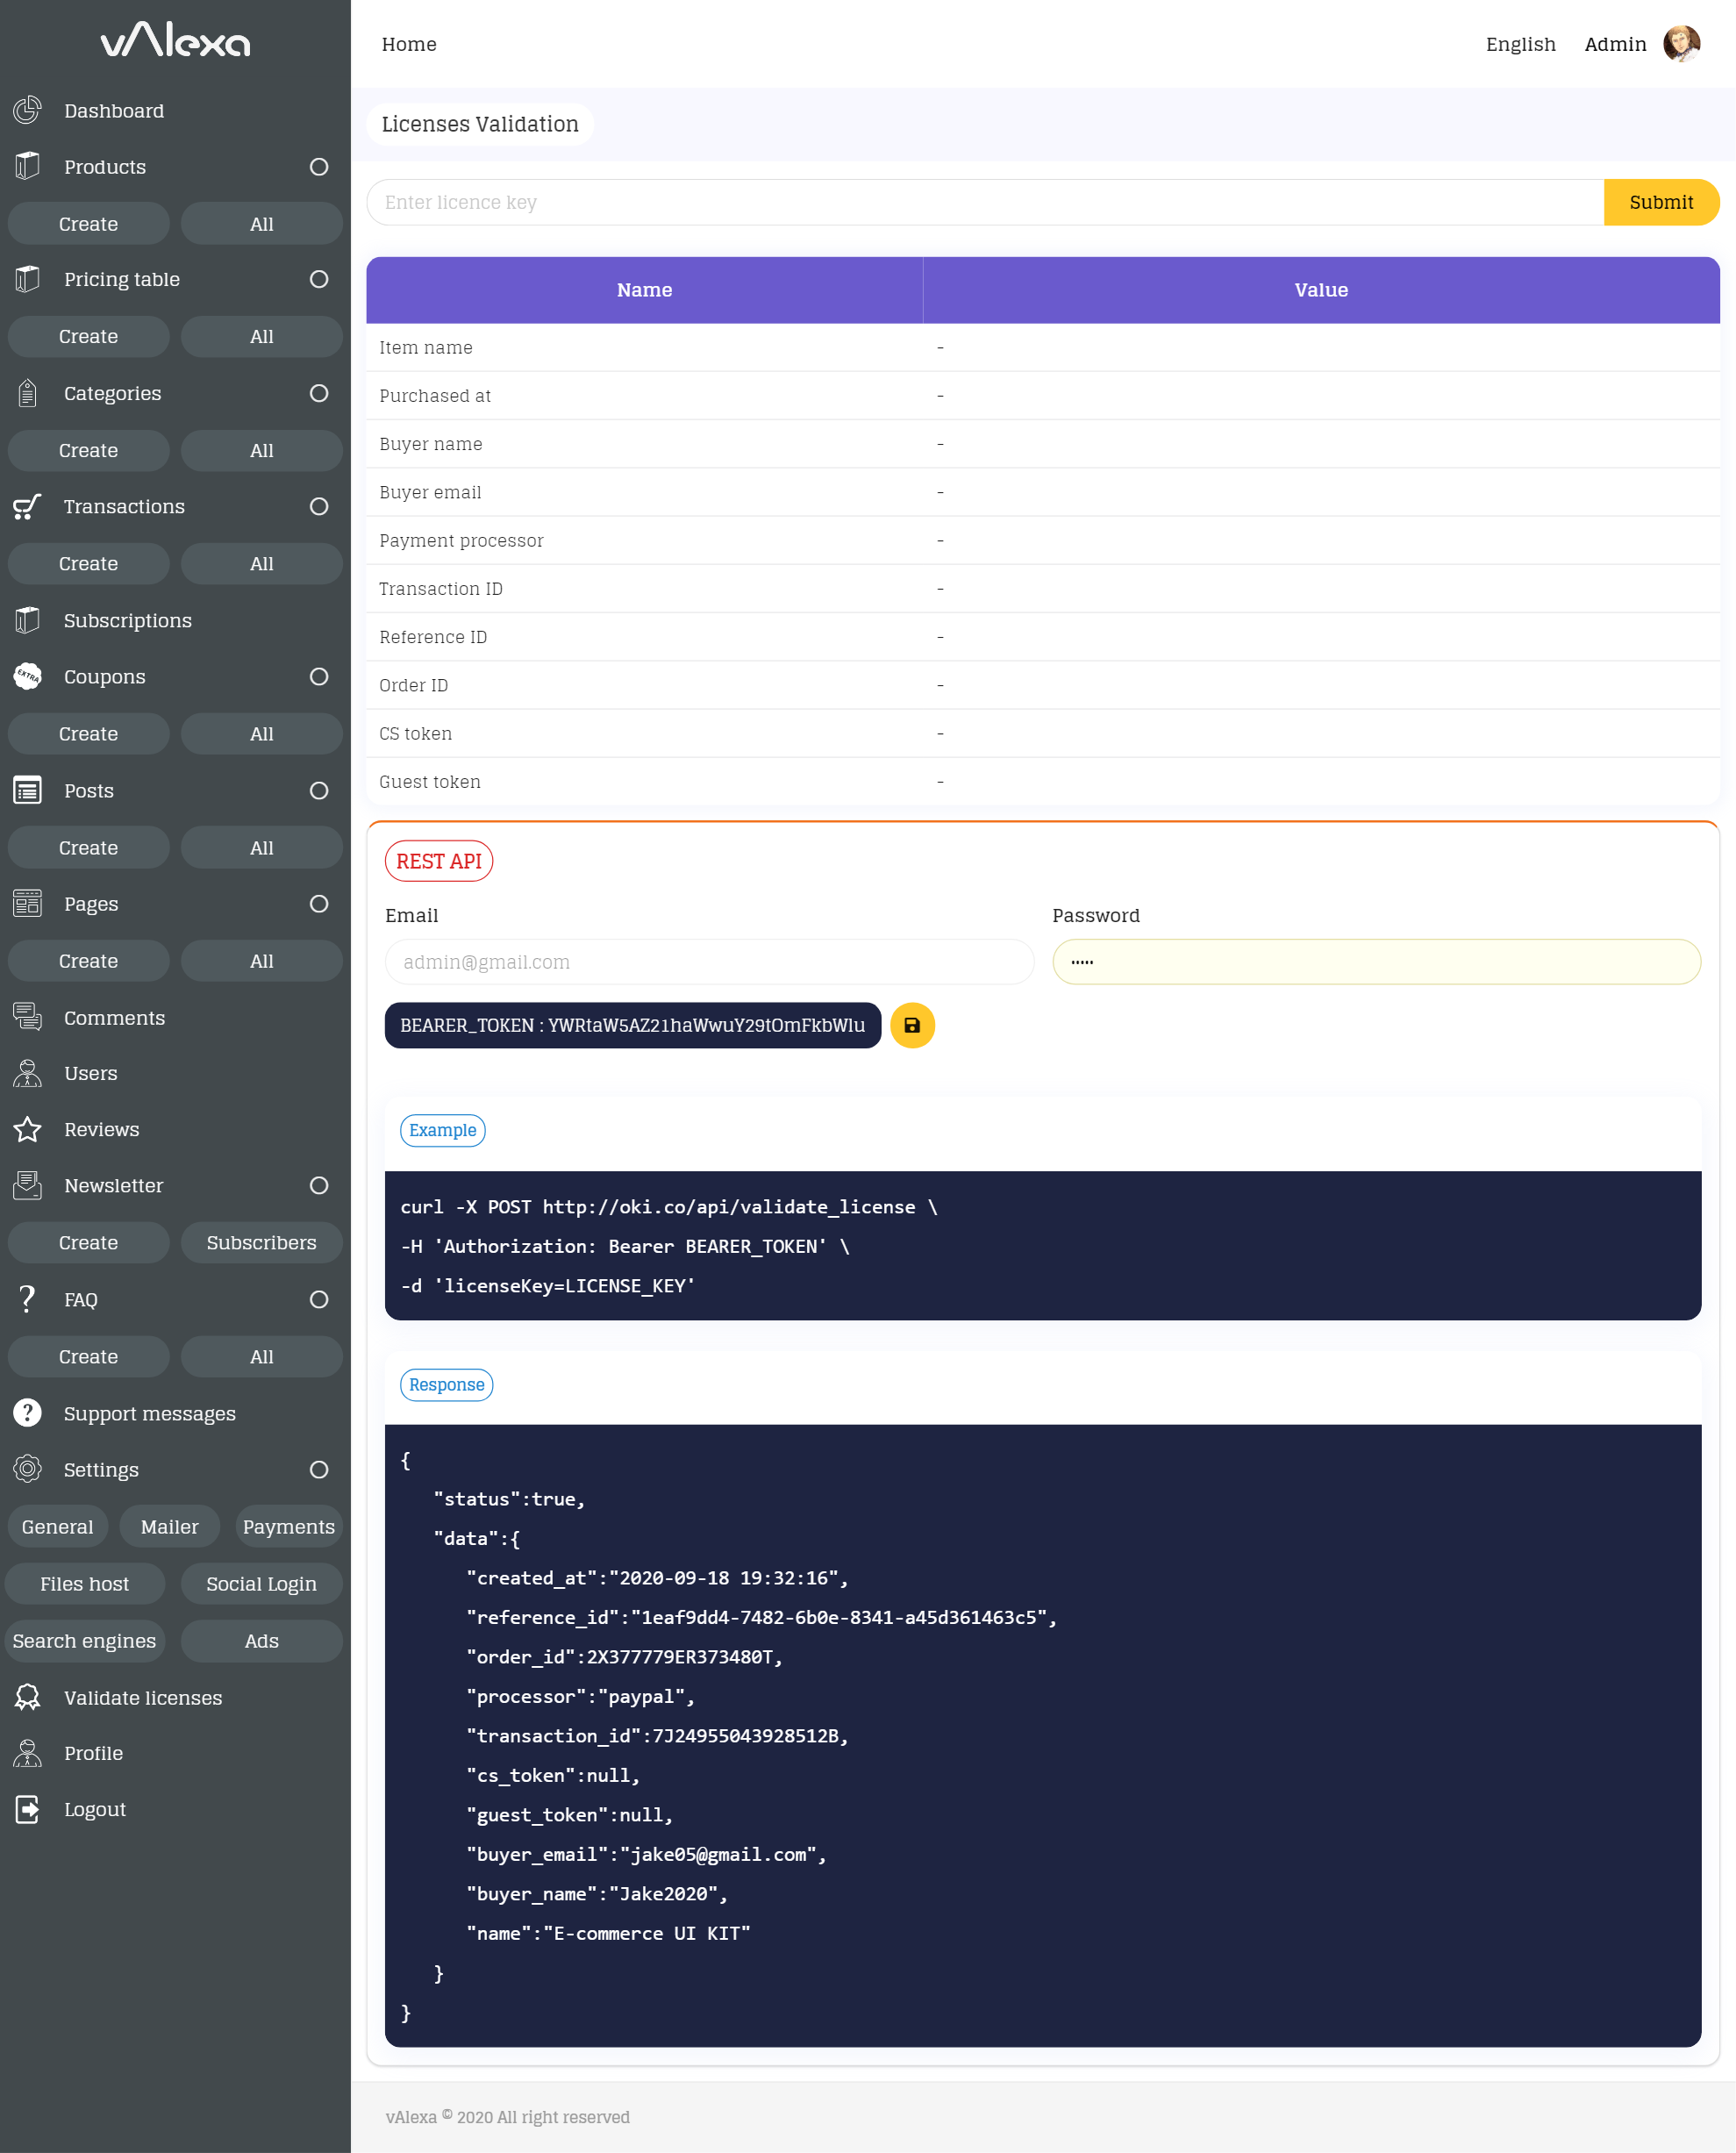 vAlexa
Dashboard
Products
Create All
Pricing table
Create All
Categories
Create All
Transactions
Create All
Subscriptions
EXTRA
Coupons
Create All
Posts
Create All
Pages
Create All
Comments
Users
Reviews
Newsletter
Create Subscribers
? FAQ
Create All
? Support messages
Settings
General Mailer Payments
Files host Social Login
Search engines Ads
Validate licenses
Profile
Logout
Home English Admin
Licenses Validation
Enter licence key Submit
Name Value
Item name -
Purchased at -
Buyer name -
Buyer email -
Payment processor -
Transaction ID -
Reference ID -
Order ID -
CS token -
Guest token -
REST API
Email Password
admin@gmail.com •••••
BEARER_TOKEN : YWRtaW5AZ21haWwuY29tOmFkbWlu
Example
curl -X POST http://oki.co/api/validate_license \
-H 'Authorization: Bearer BEARER_TOKEN' \
-d 'licenseKey=LICENSE_KEY'
Response
{
"status":true,
"data":{
"created_at":"2020-09-18 19:32:16",
"reference_id":"1eaf9dd4-7482-6b0e-8341-a45d361463c5",
"order_id":2X377779ER373480T,
"processor":"paypal",
"transaction_id":7J24955043928512B,
"cs_token":null,
"guest_token":null,
"buyer_email":"jake05@gmail.com",
"buyer_name":"Jake2020",
"name":"E-commerce UI KIT"
}
}
vAlexa © 2020 All right reserved